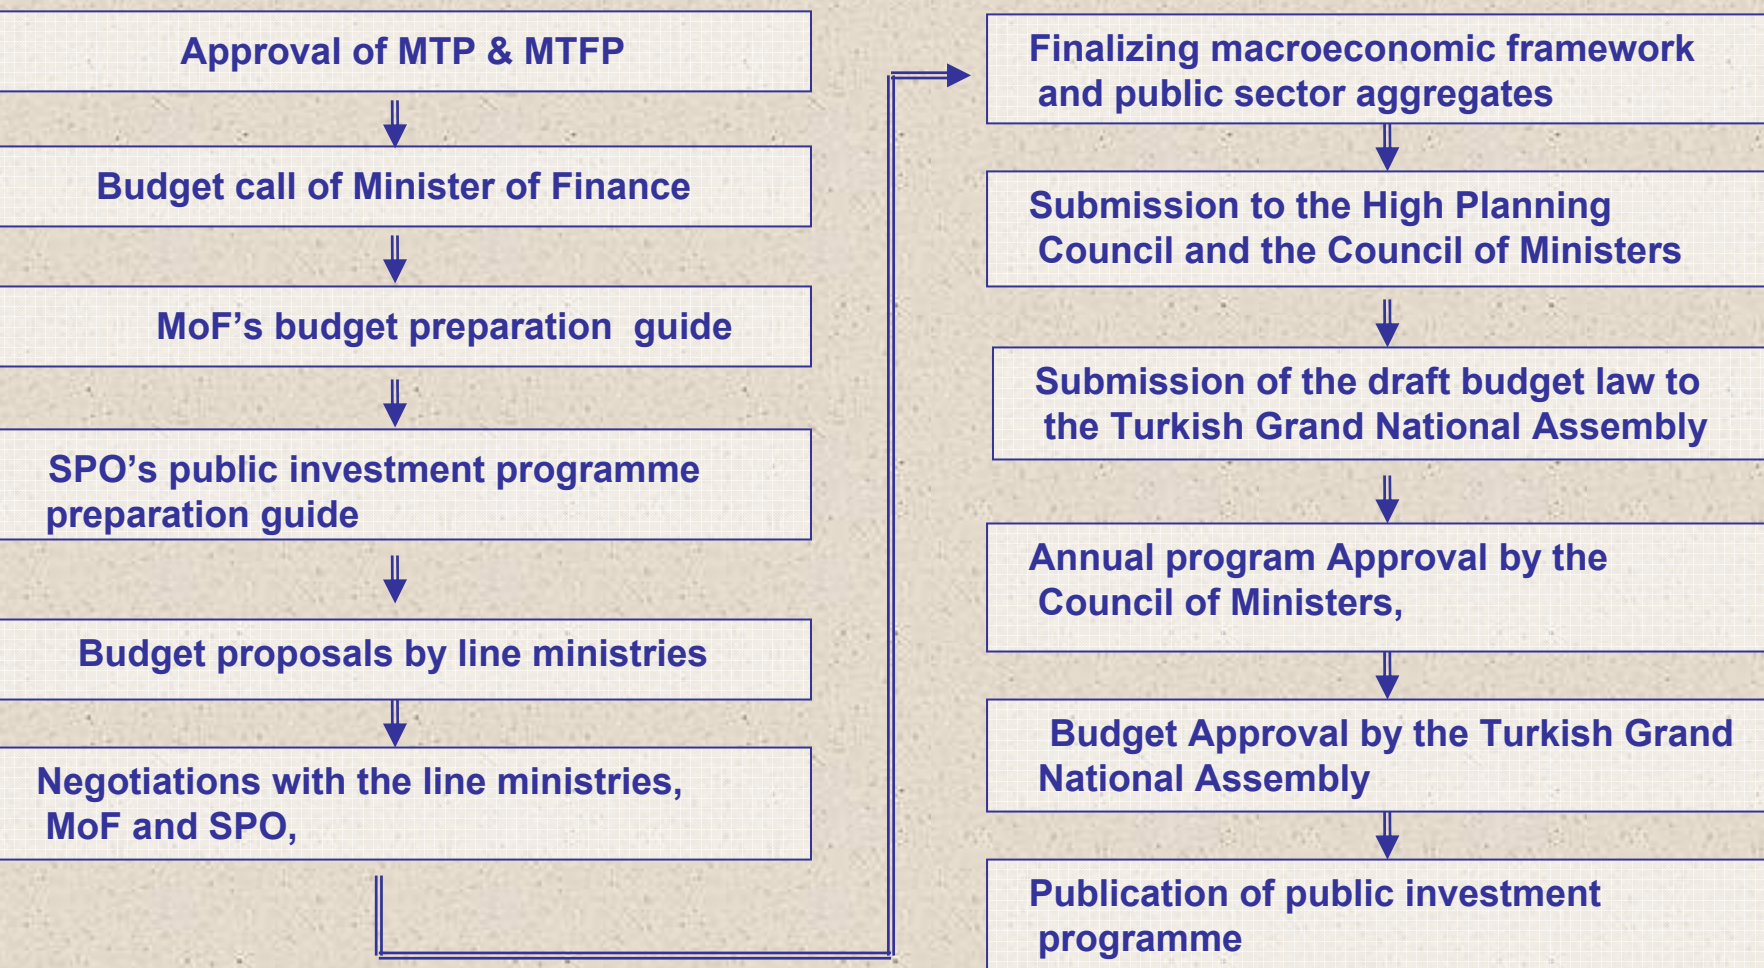 Approval of MTP & MTFP
Budget call of Minister of Finance
MoF's budget preparation  guide
SPO's public investment programme
preparation guide
Budget proposals by line ministries
Negotiations with the line ministries,
MoF and SPO,
Finalizing macroeconomic framework
and public sector aggregates
Submission to the High Planning
Council and the Council of Ministers
Submission of the draft budget law to
the Turkish Grand National Assembly
Annual program Approval by the
Council of Ministers,
Budget Approval by the Turkish Grand
National Assembly
Publication of public investment
programme